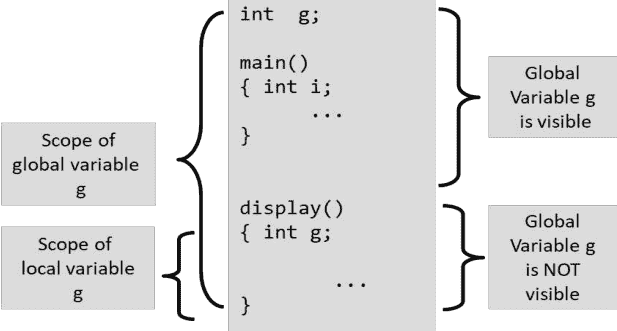 int g;
main()
{ int i;
...
}
display()
{ int g;
...
}
Scope of
global variable
g
Scope of
local variable
g
Global
Variable g
is visible
Global
Variable g
is NOT
visible